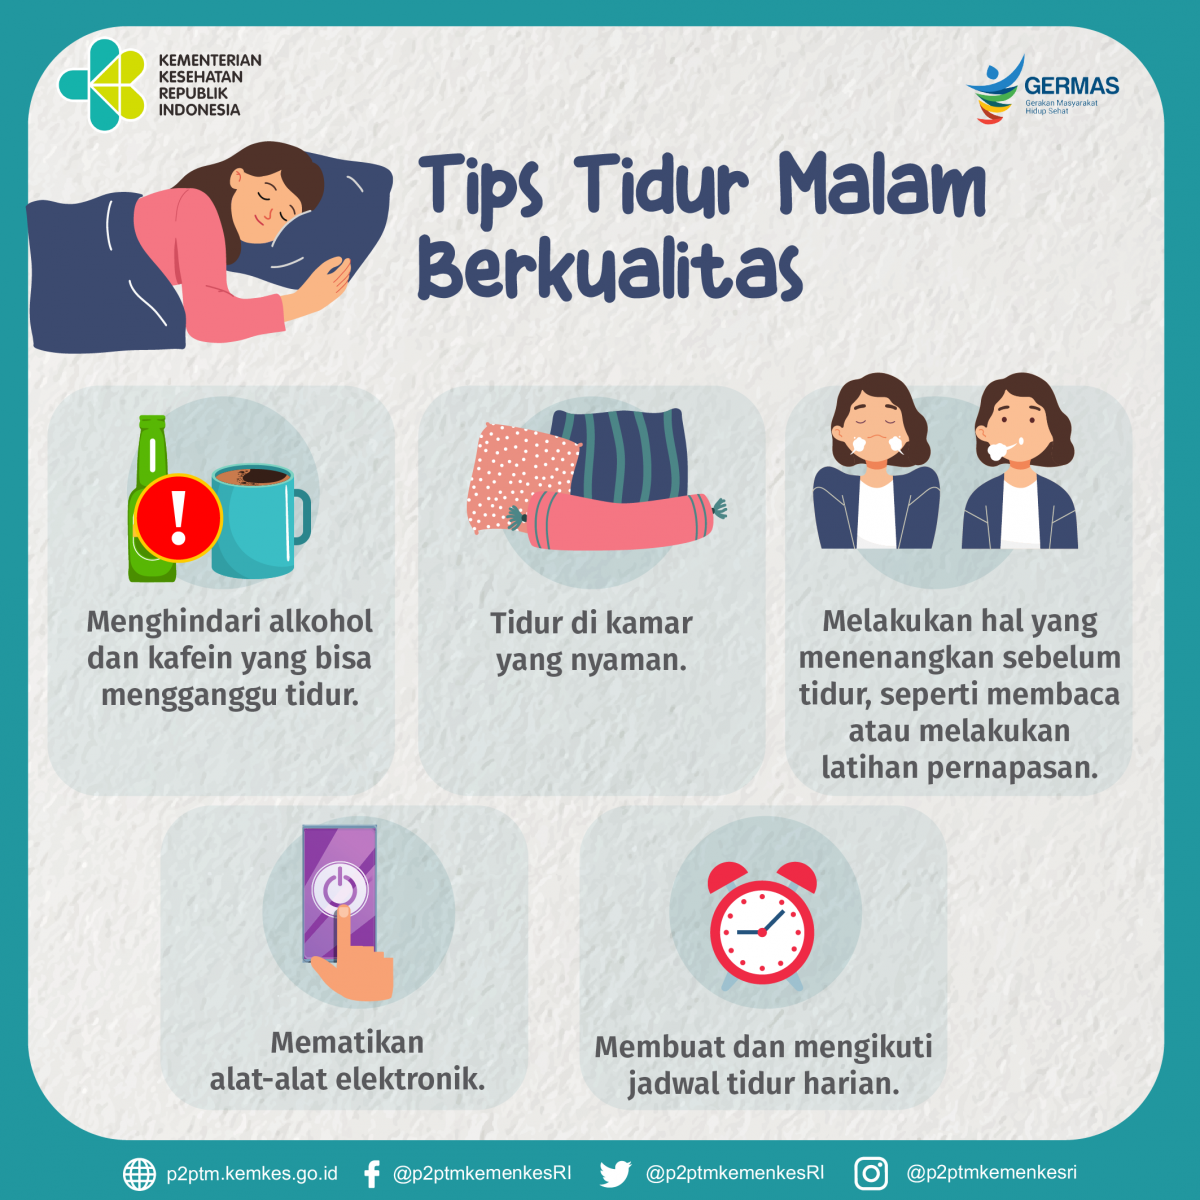 KEMENTERIAN
KESEHATAN
REPUBLIK
INDONESIA
GERMAS
Gerakan Masyarakat
Hidup Sehat
Tips Tidur Malam
Berkualitas
!
Menghindari alkohol
dan kafein yang bisa
mengganggu tidur.
Tidur di kamar
yang nyaman.
Melakukan hal yang
menenangkan sebelum
tidur, seperti membaca
atau melakukan
latihan pernapasan.
Mematikan
alat-alat elektronik.
Membuat dan mengikuti
jadwal tidur harian.
p2ptm.kemkes.go.id
@p2ptmkemenkesRI
@p2ptmkemenkesRI
@p2ptmkemenkesri